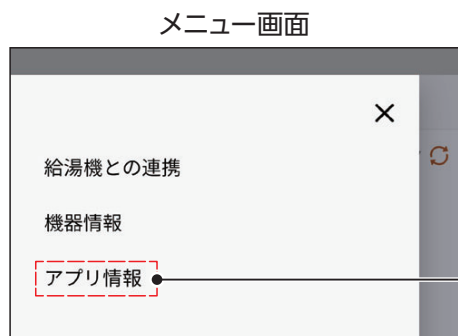 メニュー画面
給湯機との連携
機器情報
アプリ情報